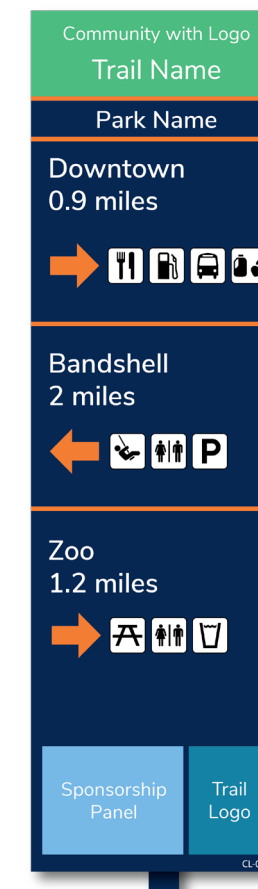 Community with Logo
Trail Name
Park Name
Downtown
0.9 miles
Bandshell
2 miles
P
Zoo
1.2 miles
Sponsorship
Panel
Trail
Logo